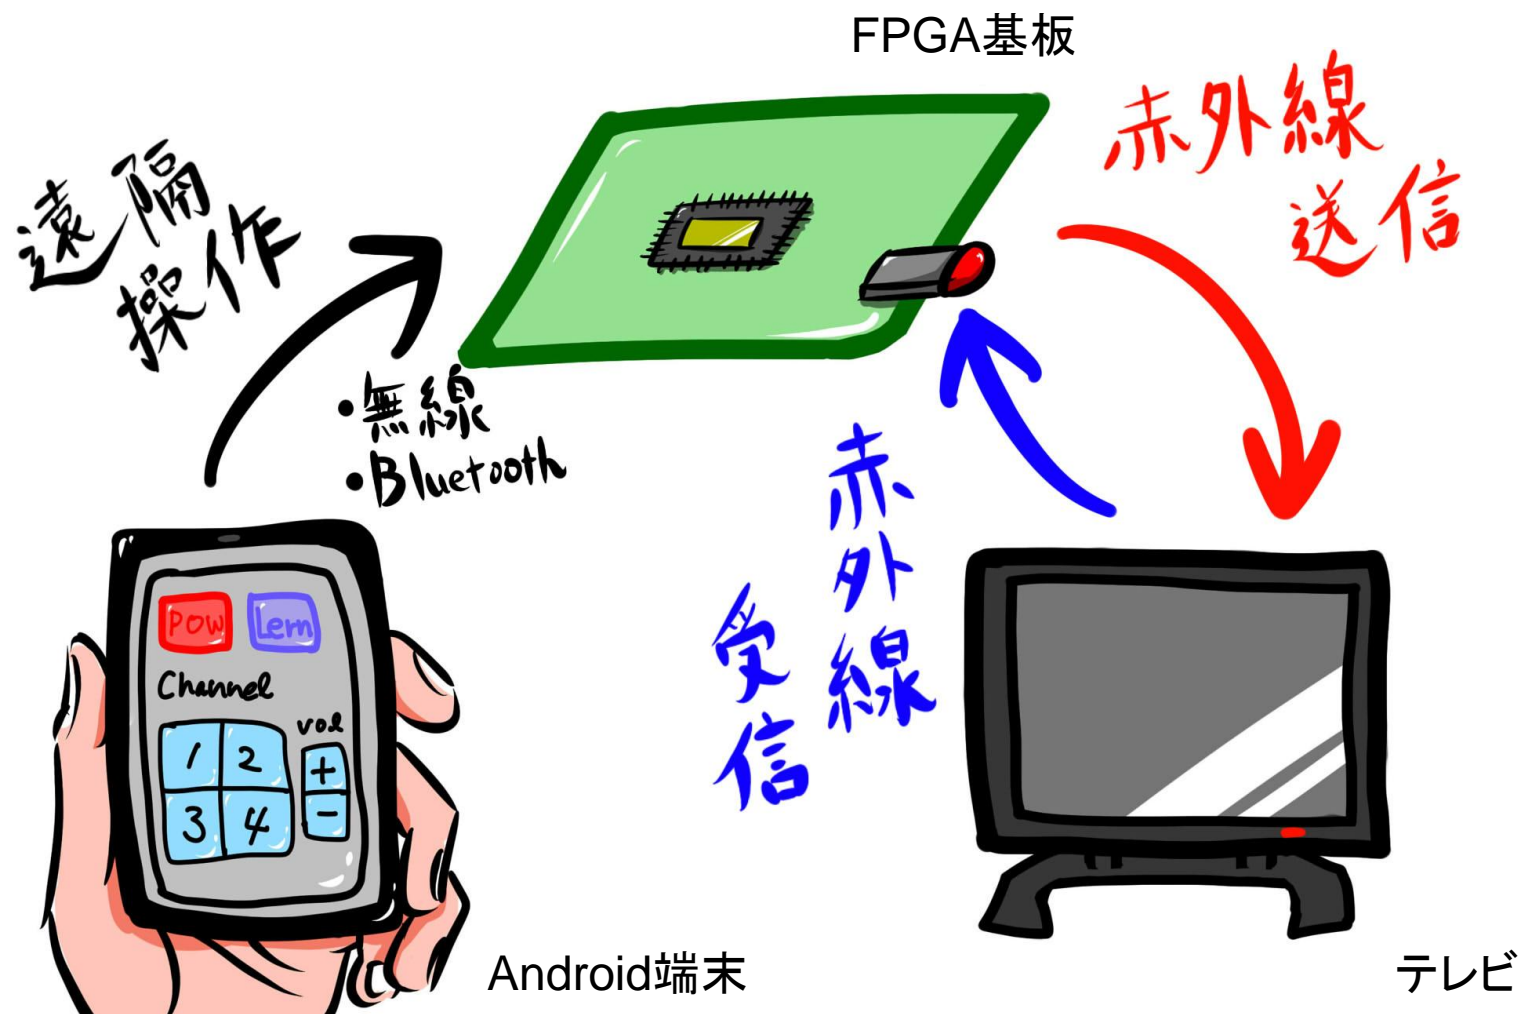 FPGA基板
遠隔
操作
赤外線
送信
・無線
・Bluetooth
赤外線
受信
POW
Lern
Channel
vol
1 2
+
3 4
-
Android端末
テレビ